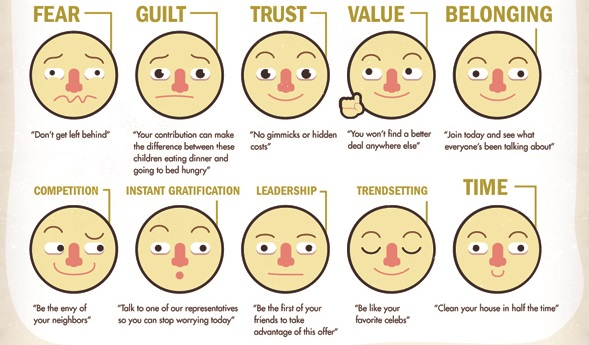 FEAR
GUILT
TRUST
VALUE
BELONGING
"Don't get left behind"
"Your contribution can make
the difference between these
children eating dinner and
going to bed hungry"
"No gimmicks or hidden
costs"
"You won't find a better
deal anywhere else"
"Join today and see what
everyone's been talking about"
COMPETITION
INSTANT GRATIFICATION
LEADERSHIP
TRENDSETTING
TIME
"Be the envy of
your neighbors"
"Talk to one of our representatives
so you can stop worrying today"
"Be the first of your
friends to take
advantage of this offer"
"Be like your
favorite celebs"
"Clean your house in half the time"